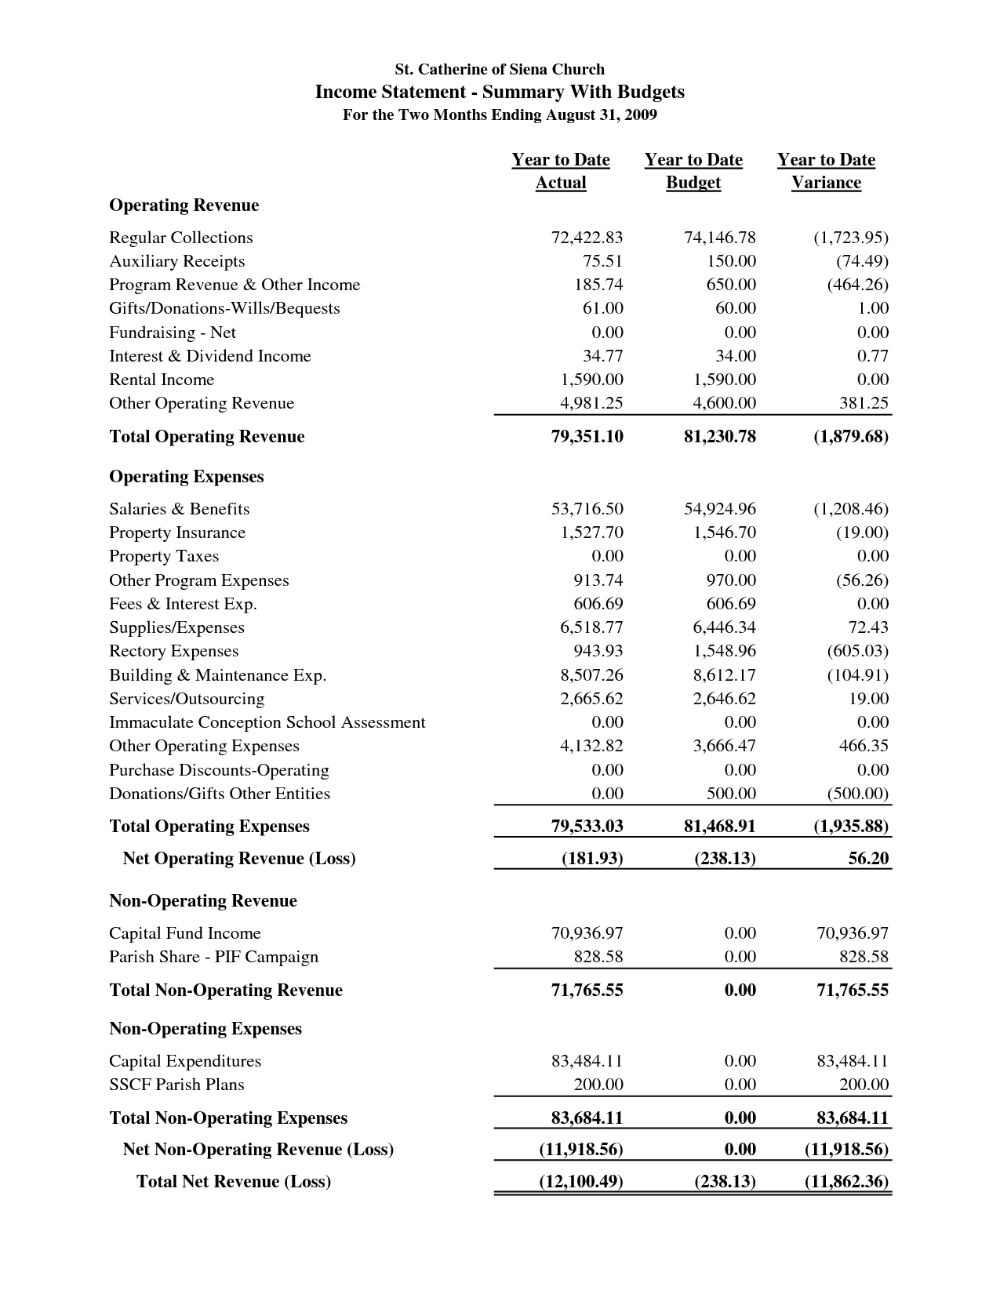 St. Catherine of Siena Church
Income Statement - Summary With Budgets
For the Two Months Ending August 31, 2009
Year to Date Year to Date Year to Date
Actual Budget Variance
Operating Revenue
Regular Collections 72,422.83 74,146.78 (1,723.95)
Auxiliary Receipts 75.51 150.00 (74.49)
Program Revenue & Other Income 185.74 650.00 (464.26)
Gifts/Donations-Wills/Bequests 61.00 60.00 1.00
Fundraising - Net 0.00 0.00 0.00
Interest & Dividend Income 34.77 34.00 0.77
Rental Income 1,590.00 1,590.00 0.00
Other Operating Revenue 4,981.25 4,600.00 381.25
Total Operating Revenue 79,351.10 81,230.78 (1,879.68)
Operating Expenses
Salaries & Benefits 53,716.50 54,924.96 (1,208.46)
Property Insurance 1,527.70 1,546.70 (19.00)
Property Taxes 0.00 0.00 0.00
Other Program Expenses 913.74 970.00 (56.26)
Fees & Interest Exp. 606.69 606.69 0.00
Supplies/Expenses 6,518.77 6,446.34 72.43
Rectory Expenses 943.93 1,548.96 (605.03)
Building & Maintenance Exp. 8,507.26 8,612.17 (104.91)
Services/Outsourcing 2,665.62 2,646.62 19.00
Immaculate Conception School Assessment 0.00 0.00 0.00
Other Operating Expenses 4,132.82 3,666.47 466.35
Purchase Discounts-Operating 0.00 0.00 0.00
Donations/Gifts Other Entities 0.00 500.00 (500.00)
Total Operating Expenses 79,533.03 81,468.91 (1,935.88)
Net Operating Revenue (Loss) (181.93) (238.13) 56.20
Non-Operating Revenue
Capital Fund Income 70,936.97 0.00 70,936.97
Parish Share - PIF Campaign 828.58 0.00 828.58
Total Non-Operating Revenue 71,765.55 0.00 71,765.55
Non-Operating Expenses
Capital Expenditures 83,484.11 0.00 83,484.11
SSCF Parish Plans 200.00 0.00 200.00
Total Non-Operating Expenses 83,684.11 0.00 83,684.11
Net Non-Operating Revenue (Loss) (11,918.56) 0.00 (11,918.56)
Total Net Revenue (Loss) (12,100.49) (238.13) (11,862.36)